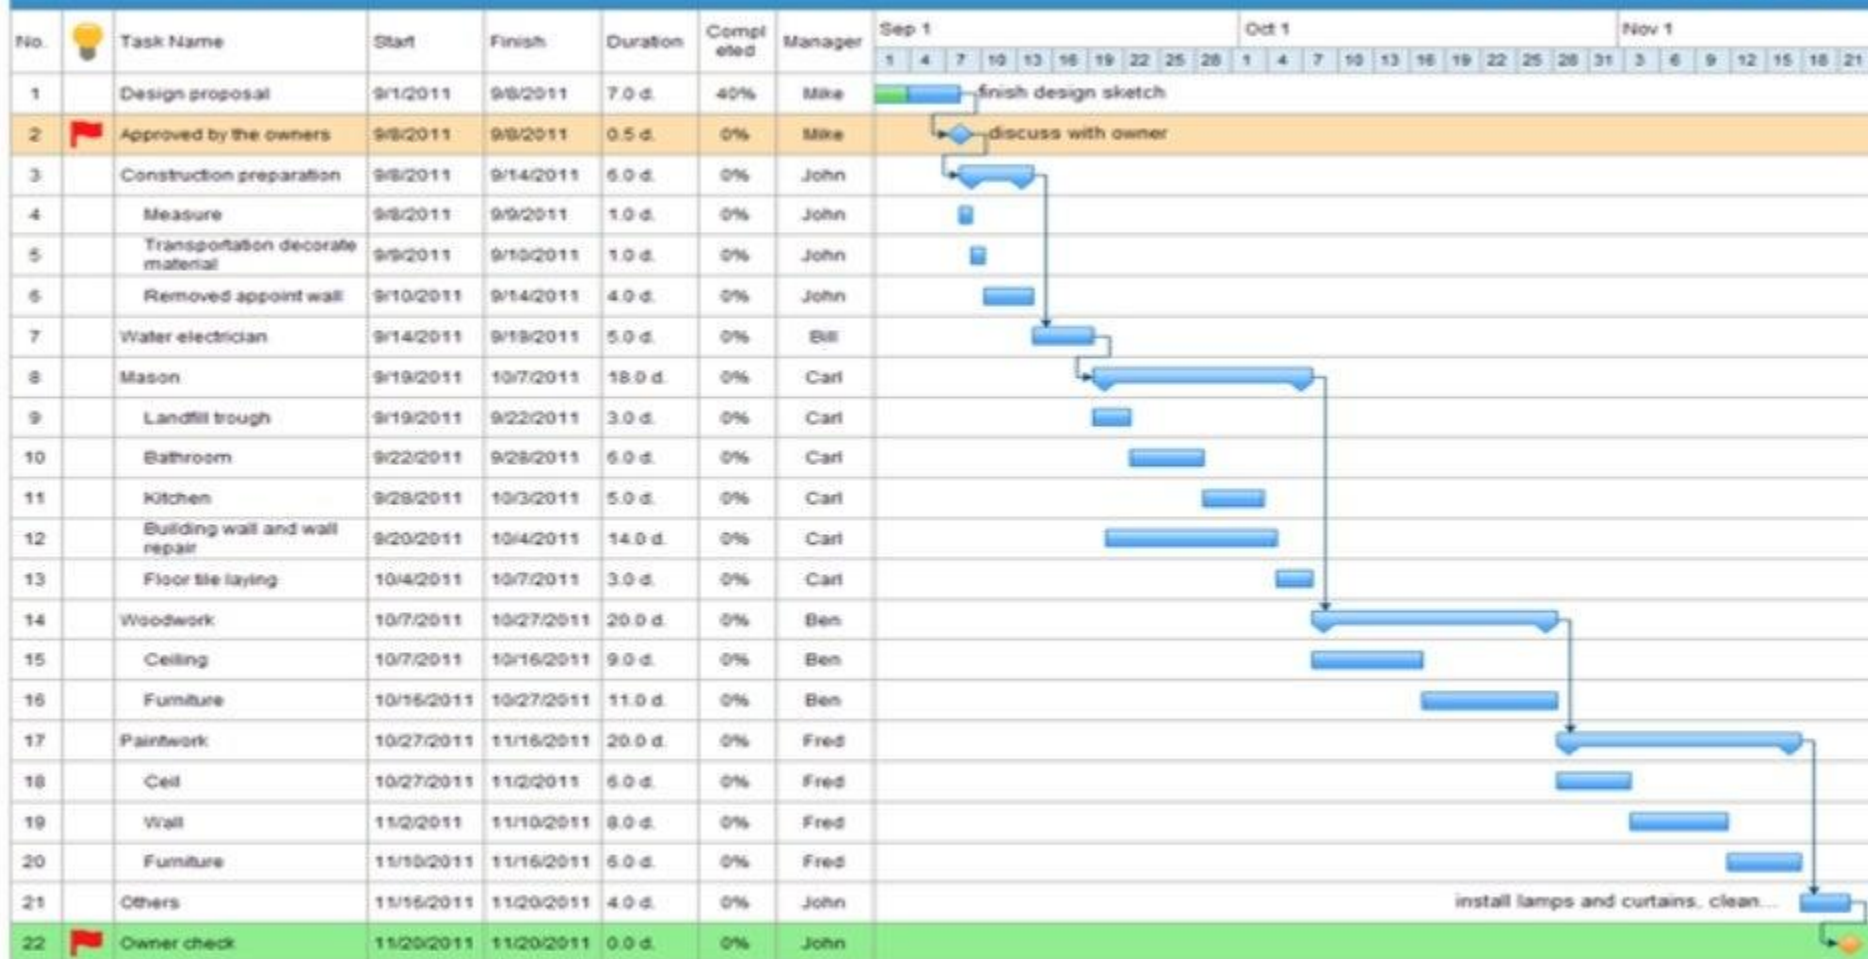 No. Task Name Start Finish Duration Compl eted Manager Sep 1 Oct 1 Nov 1
1 4 7 10 13 16 19 22 25 28 1 4 7 10 13 16 19 22 25 28 31 3 6 9 12 15 18 21
1 Design proposal 9/1/2011 9/8/2011 7.0 d. 40% Mike finish design sketch
2 Approved by the owners 9/8/2011 9/8/2011 0.5 d. 0% Mike discuss with owner
3 Construction preparation 9/8/2011 9/14/2011 6.0 d. 0% John
4 Measure 9/8/2011 9/9/2011 1.0 d. 0% John
5 Transportation decorate material 9/9/2011 9/10/2011 1.0 d. 0% John
6 Removed appoint wall 9/10/2011 9/14/2011 4.0 d. 0% John
7 Water electrician 9/14/2011 9/19/2011 5.0 d. 0% Bill
8 Mason 9/19/2011 10/7/2011 18.0 d. 0% Carl
9 Landfill trough 9/19/2011 9/22/2011 3.0 d. 0% Carl
10 Bathroom 9/22/2011 9/28/2011 6.0 d. 0% Carl
11 Kitchen 9/28/2011 10/3/2011 5.0 d. 0% Carl
12 Building wall and wall repair 9/20/2011 10/4/2011 14.0 d. 0% Carl
13 Floor tile laying 10/4/2011 10/7/2011 3.0 d. 0% Carl
14 Woodwork 10/7/2011 10/27/2011 20.0 d. 0% Ben
15 Ceiling 10/7/2011 10/16/2011 9.0 d. 0% Ben
16 Furniture 10/16/2011 10/27/2011 11.0 d. 0% Ben
17 Paintwork 10/27/2011 11/16/2011 20.0 d. 0% Fred
18 Ceil 10/27/2011 11/2/2011 6.0 d. 0% Fred
19 Wall 11/2/2011 11/10/2011 8.0 d. 0% Fred
20 Furniture 11/10/2011 11/16/2011 6.0 d. 0% Fred
21 Others 11/16/2011 11/20/2011 4.0 d. 0% John install lamps and curtains, clean...
22 Owner check 11/20/2011 11/20/2011 0.0 d. 0% John